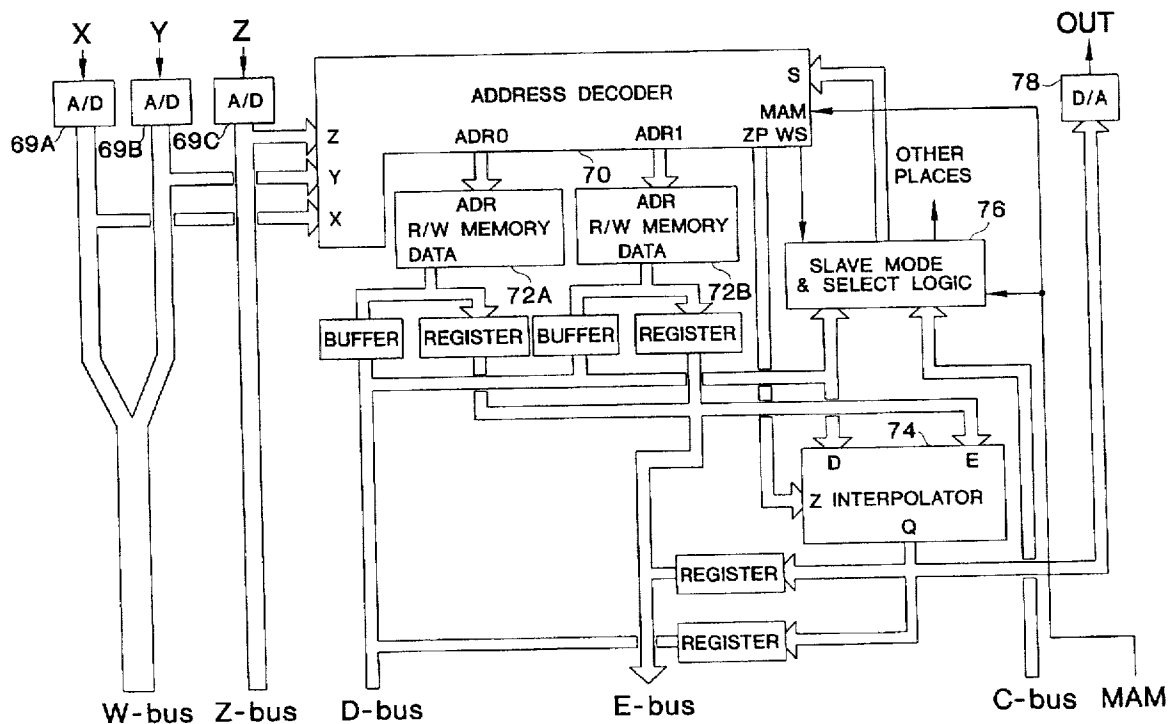 X Y Z OUT
A/D A/D A/D
69A 69B 69C
ADDRESS DECODER
S
MAM
ZP WS
Z
Y
X
ADR0 ADR1
70
78
D/A
OTHER
PLACES
76
ADR
R/W MEMORY
DATA
72A
ADR
R/W MEMORY
DATA
72B
SLAVE MODE
& SELECT LOGIC
BUFFER REGISTER BUFFER REGISTER
74
D E
Z INTERPOLATOR
Q
REGISTER
REGISTER
W-bus Z-bus D-bus E-bus C-bus MAM